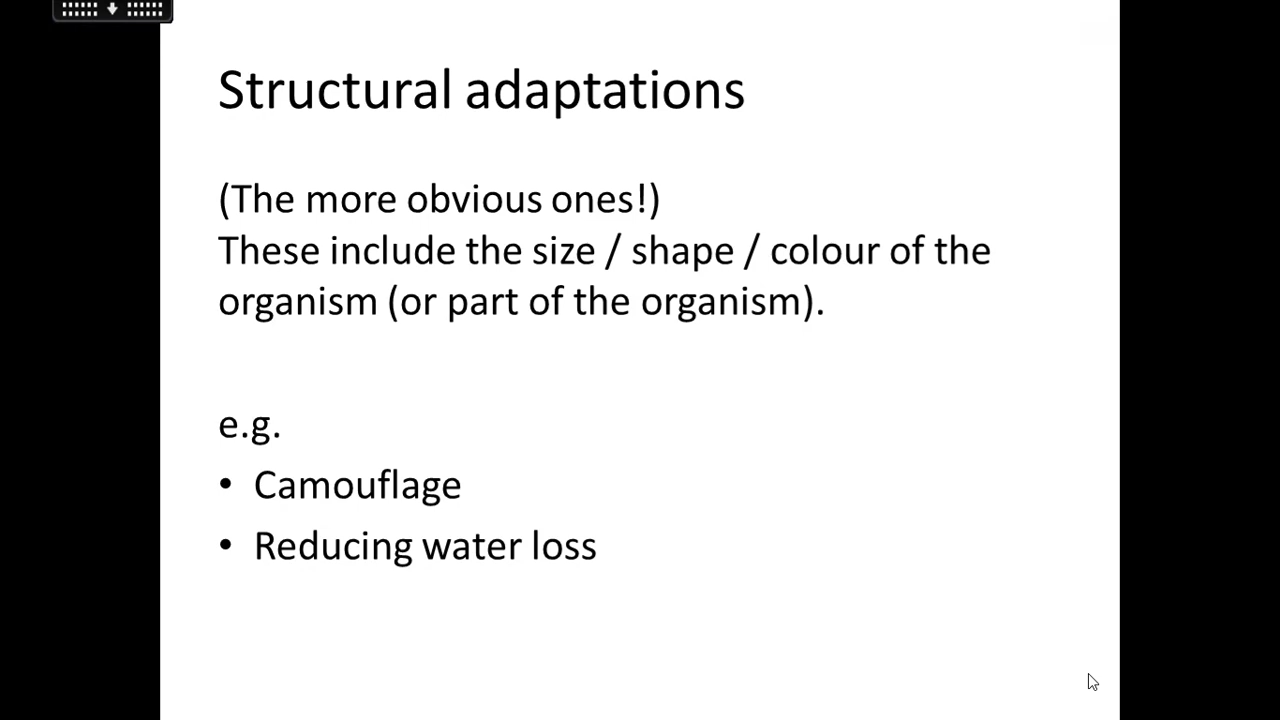 Structural adaptations
(The more obvious ones!)
These include the size / shape / colour of the
organism (or part of the organism).
e.g.
• Camouflage
• Reducing water loss